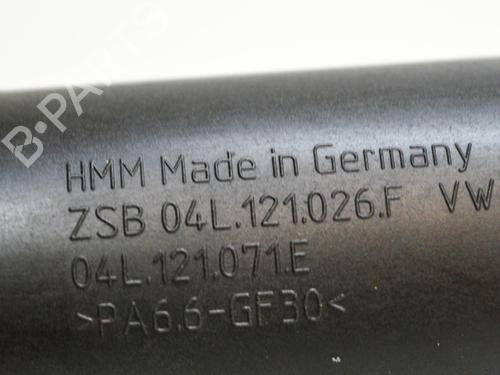 B-PARTS
HMM Made in Germany
ZSB 04L.121.026.F VW
04L.121.071.E
>PA6.6-GF30<